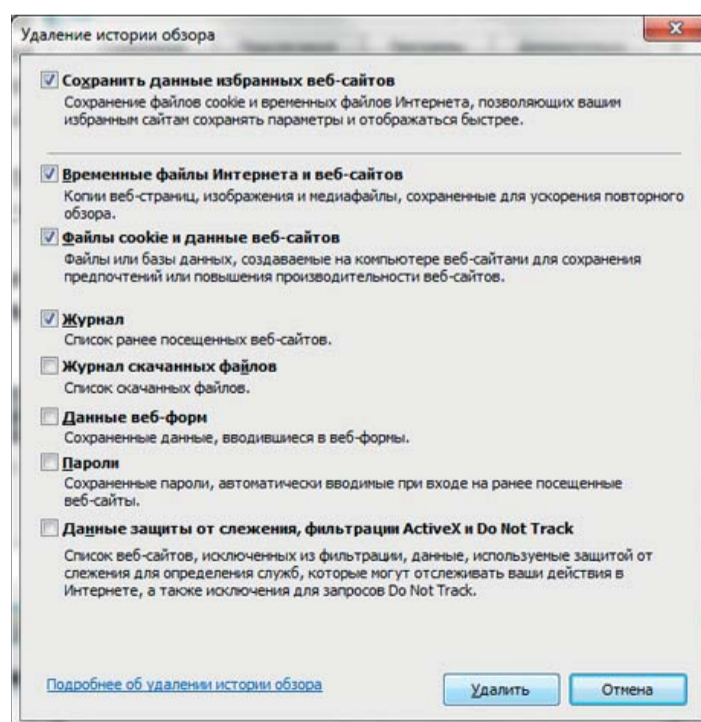 Удаление истории обзора
Сохранить данные избранных веб-сайтов
Сохранение файлов cookie и временных файлов Интернета, позволяющих вашим
избранным сайтам сохранять параметры и отображаться быстрее.
Временные файлы Интернета и веб-сайтов
Копии веб-страниц, изображения и медиафайлы, сохраненные для ускорения повторного
обзора.
Файлы cookie и данные веб-сайтов
Файлы или базы данных, создаваемые на компьютере веб-сайтами для сохранения
предпочтений или повышения производительности веб-сайтов.
Журнал
Список ранее посещенных веб-сайтов.
Журнал скачанных файлов
Список скачанных файлов.
Данные веб-форм
Сохраненные данные, вводившиеся в веб-формы.
Пароли
Сохраненные пароли, автоматически вводимые при входе на ранее посещенные
веб-сайты.
Данные защиты от слежения, фильтрации ActiveX и Do Not Track
Список веб-сайтов, исключенных из фильтрации, данные, используемые защитой от
слежения для определения служб, которые могут отслеживать ваши действия в
Интернете, а также исключения для запросов Do Not Track.
Подробнее об удалении истории обзора
Удалить
Отмена